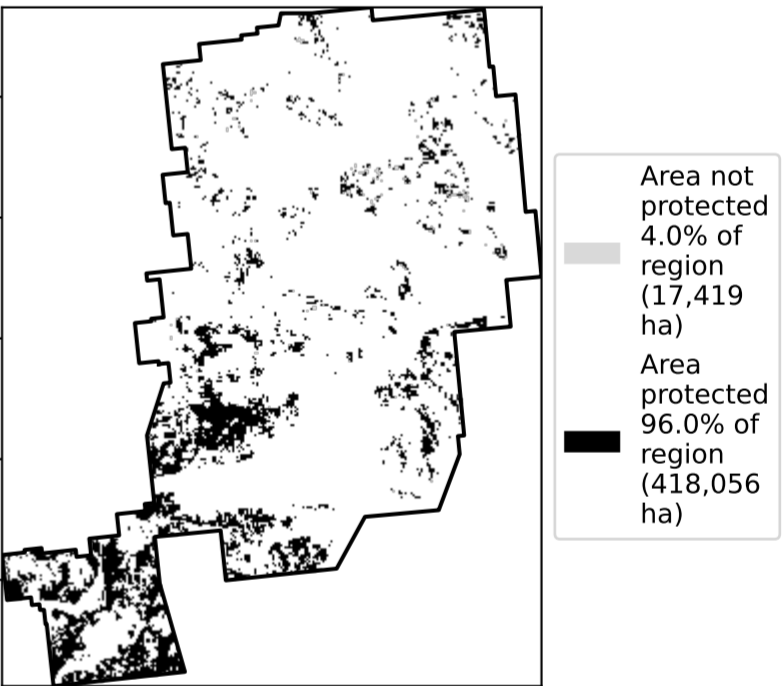 Area not
protected
4.0% of
region
(17,419
ha)
Area
protected
96.0% of
region
(418,056
ha)